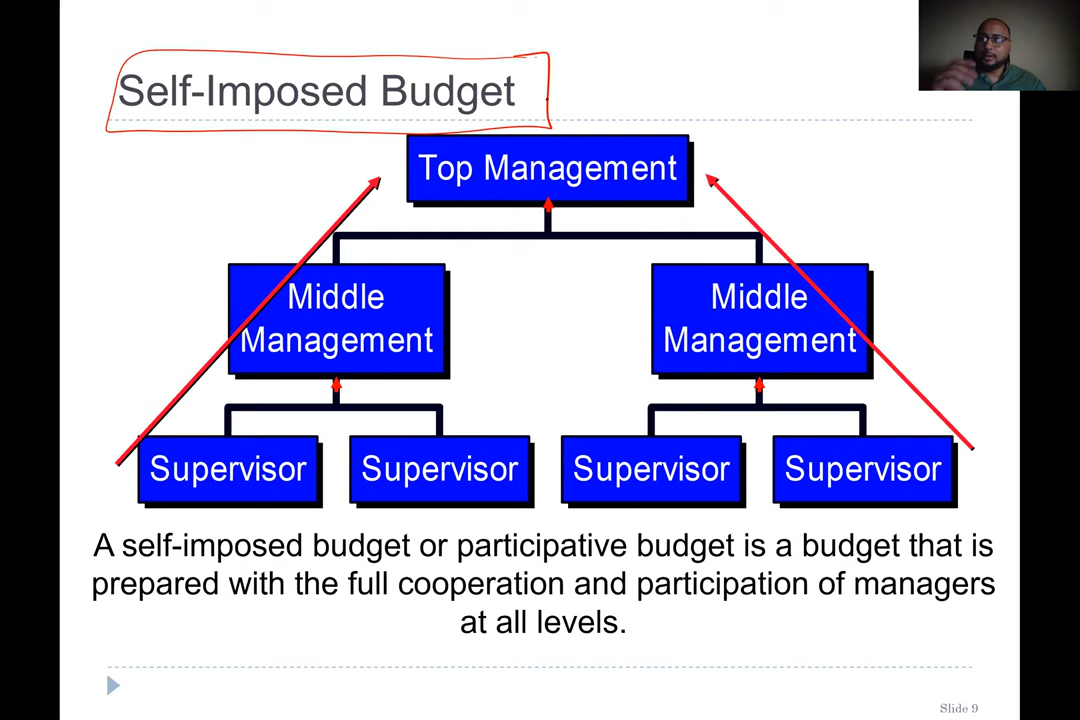 Self-Imposed Budget
Top Management
Middle
Management
Middle
Management
Supervisor
Supervisor
Supervisor
Supervisor
A self-imposed budget or participative budget is a budget that is
prepared with the full cooperation and participation of managers
at all levels.
Slide 9